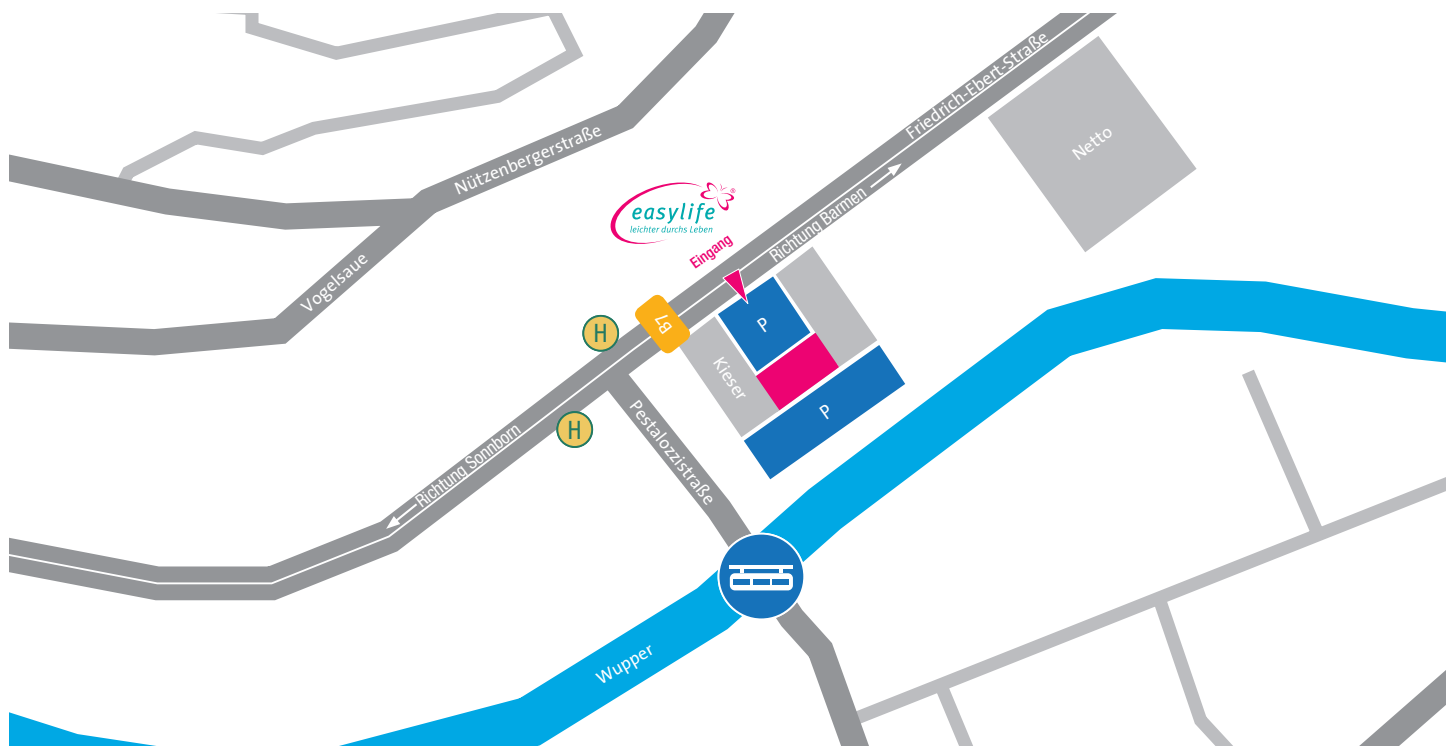 Friedrich-Ebert-Straße
Netto
Nützenbergerstraße
easylife®
leichter durchs Leben
Richtung Barmen
Eingang
Vogelsaue
B7
P
H
Kieser
P
H
Pestalozzistraße
Richtung Sonnborn
Wupper